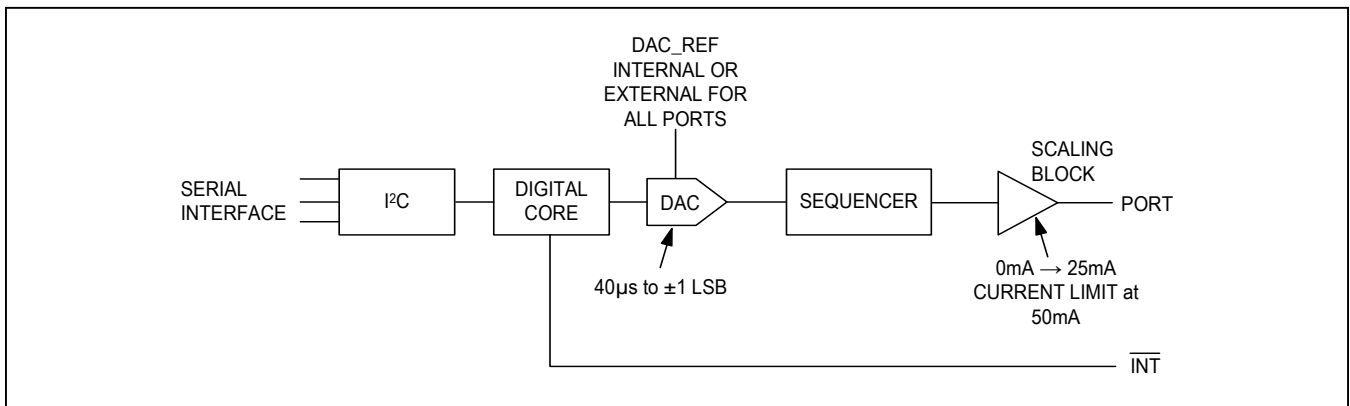 DAC_REF
INTERNAL OR
EXTERNAL FOR
ALL PORTS
SERIAL
INTERFACE
I²C
DIGITAL
CORE
DAC
SEQUENCER
SCALING
BLOCK
PORT
40µs to ±1 LSB
0mA → 25mA
CURRENT LIMIT at
50mA
I̅N̅T̅